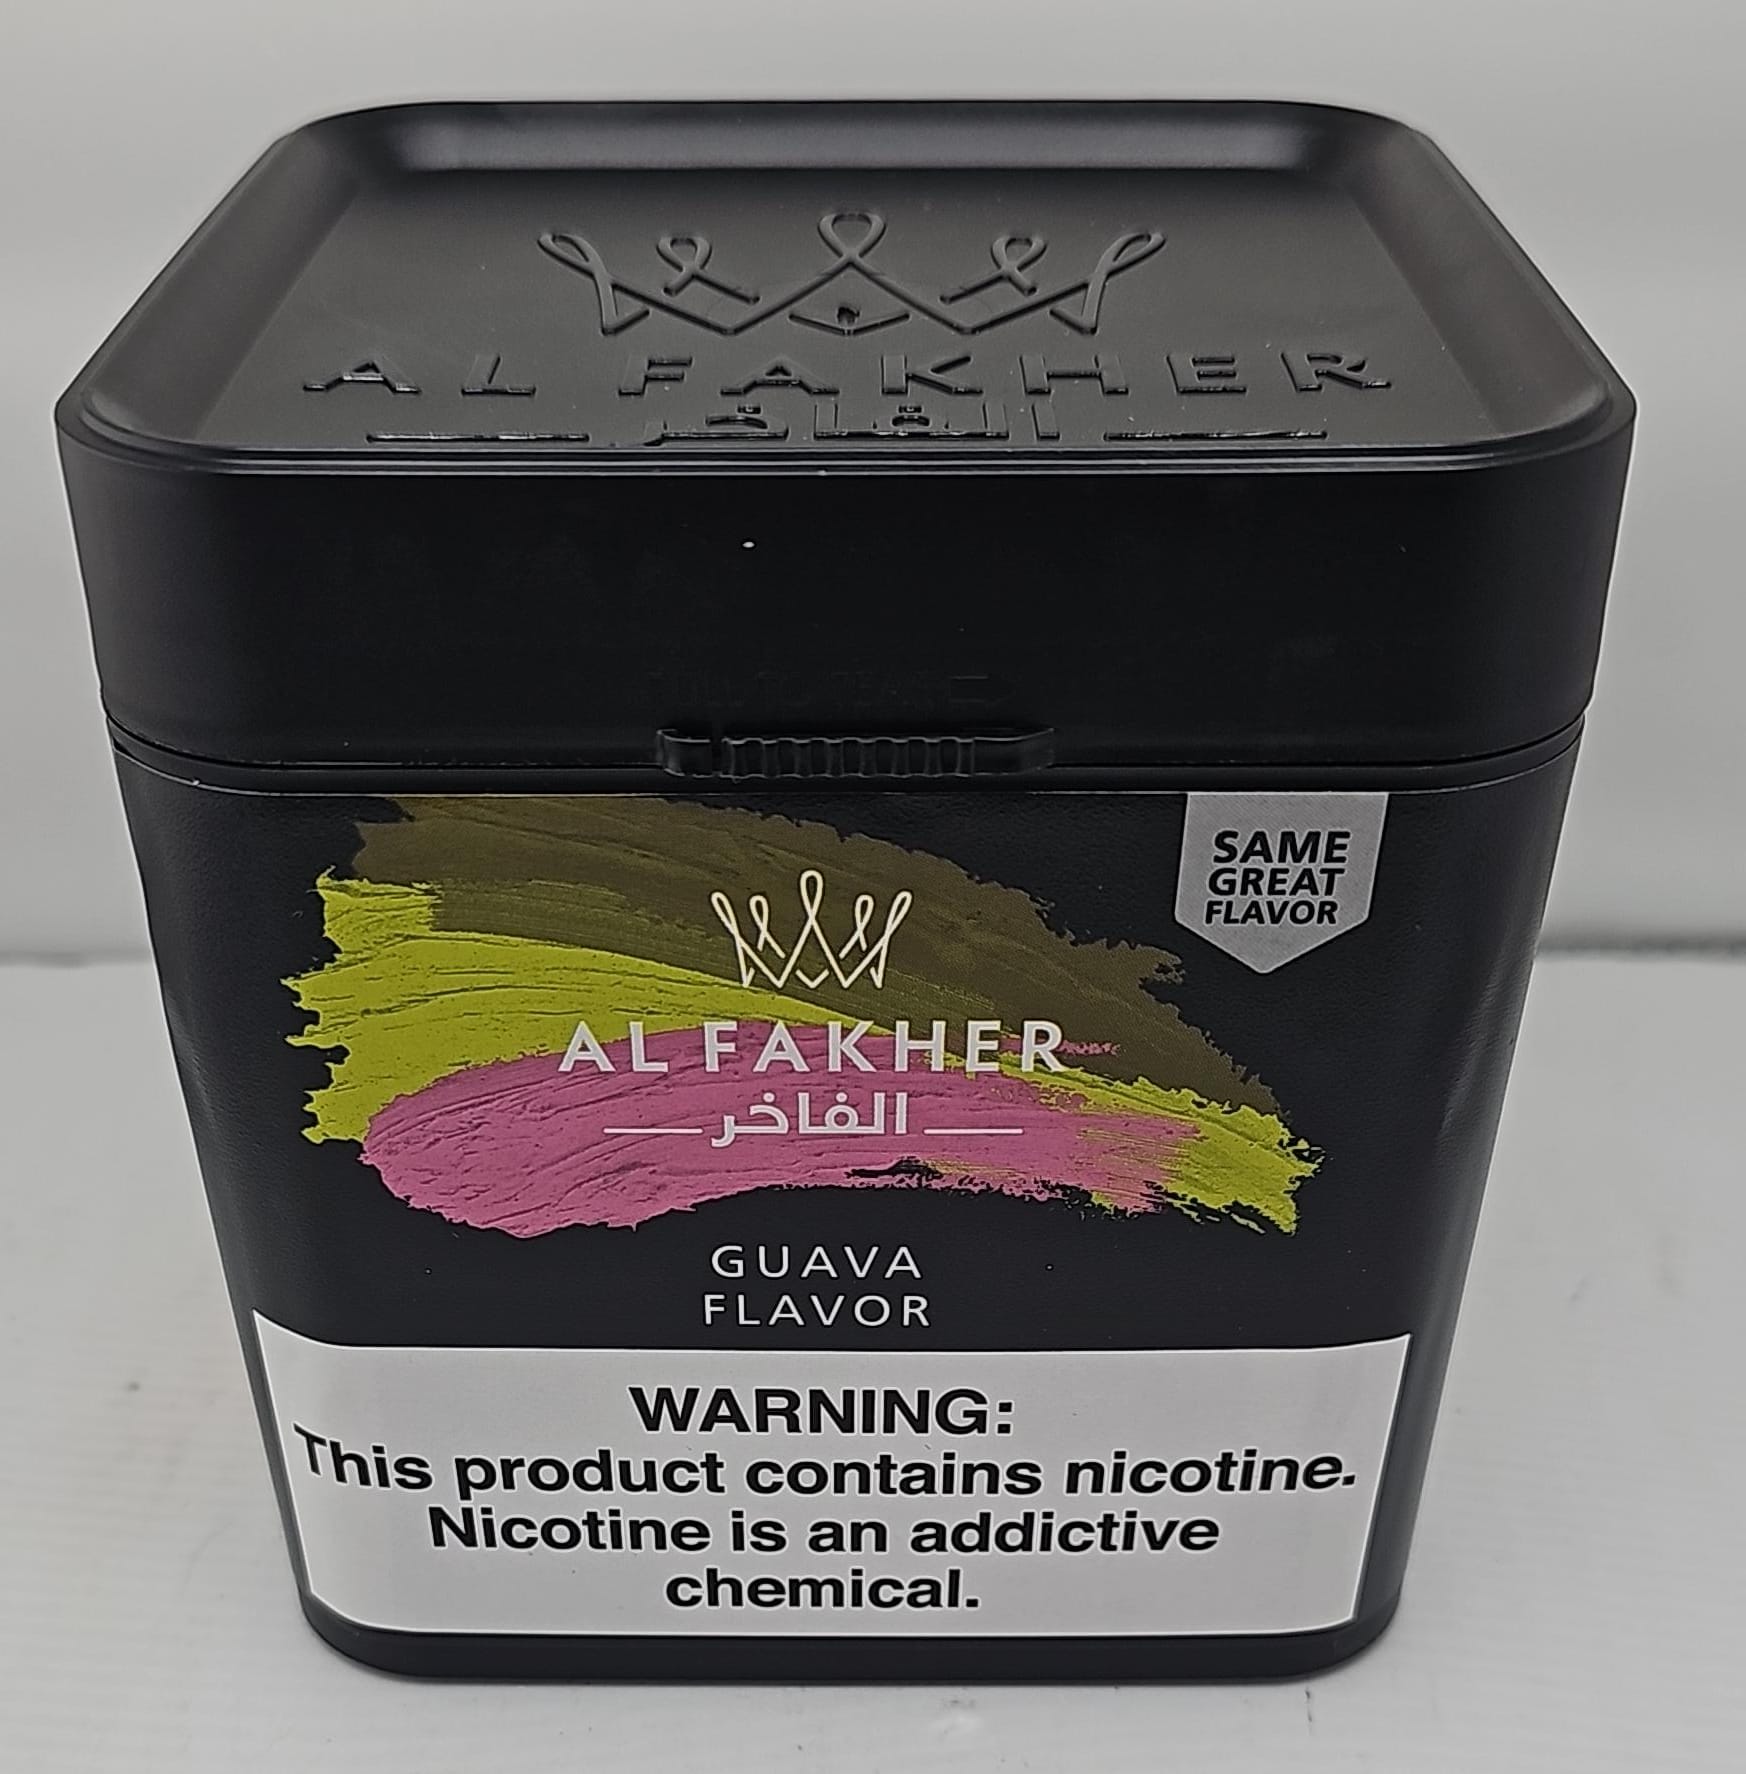 AL FAKHER
الفاخر
SAME
GREAT
FLAVOR
AL FAKHER
الفاخر
GUAVA
FLAVOR
WARNING:
This product contains nicotine.
Nicotine is an addictive
chemical.